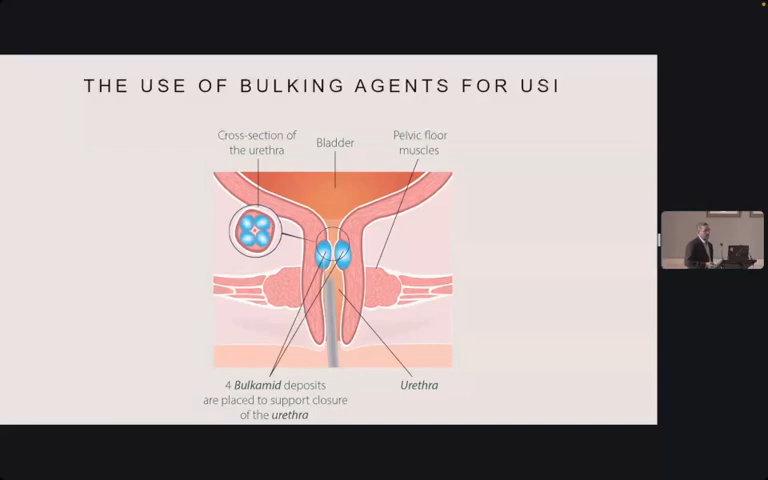 THE USE OF BULKING AGENTS FOR USI
Cross-section of
the urethra
Bladder
Pelvic floor
muscles
4 Bulkamid deposits
are placed to support closure
of the urethra
Urethra